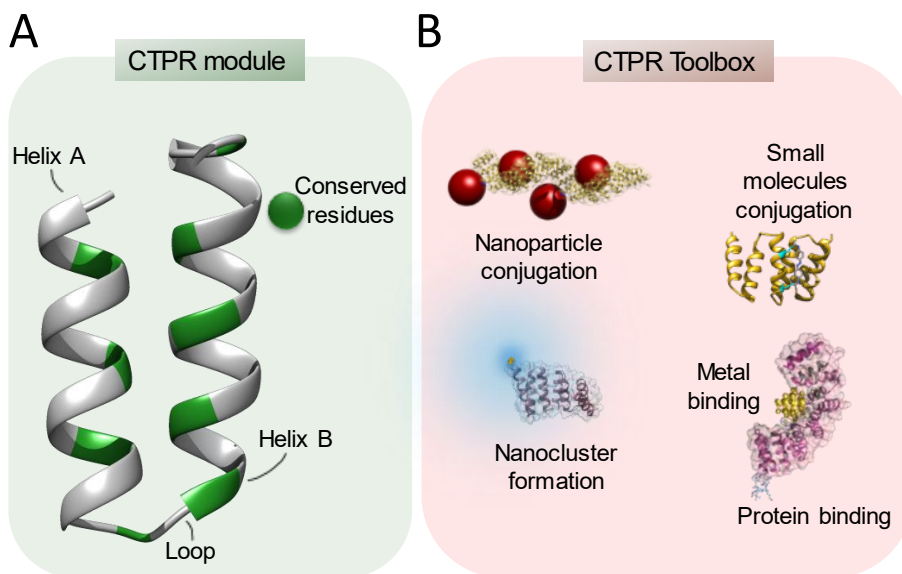 A
CTPR module
Helix A
Conserved
residues
Helix B
Loop
B
CTPR Toolbox
Nanoparticle
conjugation
Small
molecules
conjugation
Nanocluster
formation
Metal
binding
Protein binding